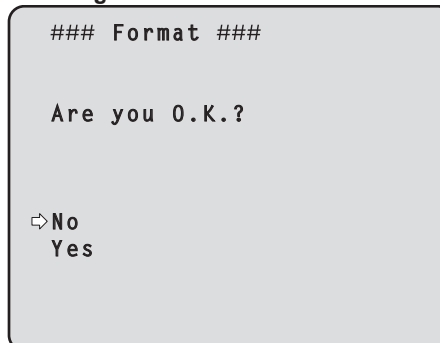 ### Format ###
Are you O.K.?
⇨No
Yes